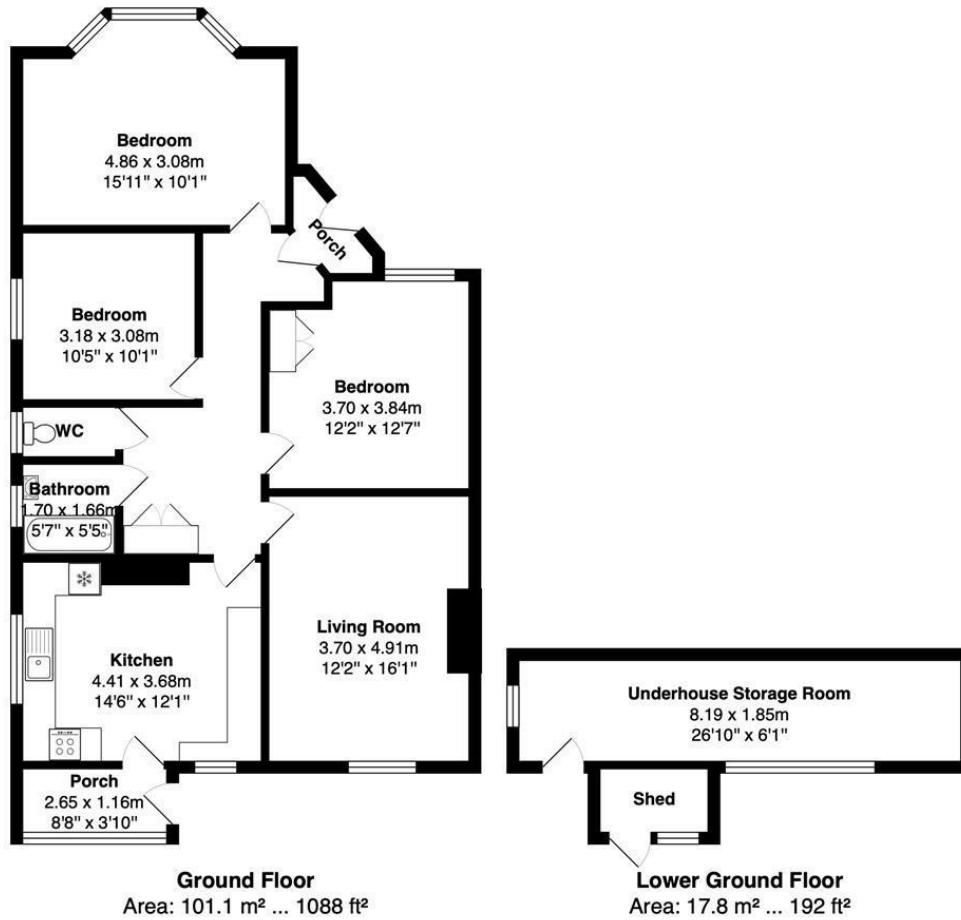 Bedroom
4.86 x 3.08m
15'11" x 10'1"
Porch
Bedroom
3.18 x 3.08m
10'5" x 10'1"
Bedroom
3.70 x 3.84m
12'2" x 12'7"
WC
Bathroom
1.70 x 1.66m
5'7" x 5'5"
Living Room
3.70 x 4.91m
12'2" x 16'1"
Kitchen
4.41 x 3.68m
14'6" x 12'1"
Porch
2.65 x 1.16m
8'8" x 3'10"
Underhouse Storage Room
8.19 x 1.85m
26'10" x 6'1"
Shed
Ground Floor
Area: 101.1 m² ... 1088 ft²
Lower Ground Floor
Area: 17.8 m² ... 192 ft²